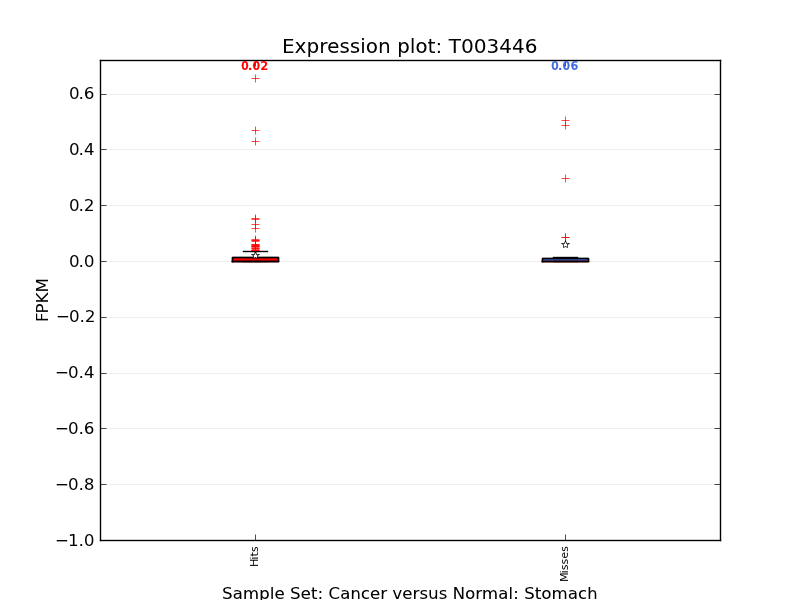 Expression plot: T003446
0.02 0.06
0.6
0.4
0.2
0.0
−0.2
−0.4
−0.6
−0.8
−1.0
FPKM
Hits Misses
Sample Set: Cancer versus Normal: Stomach